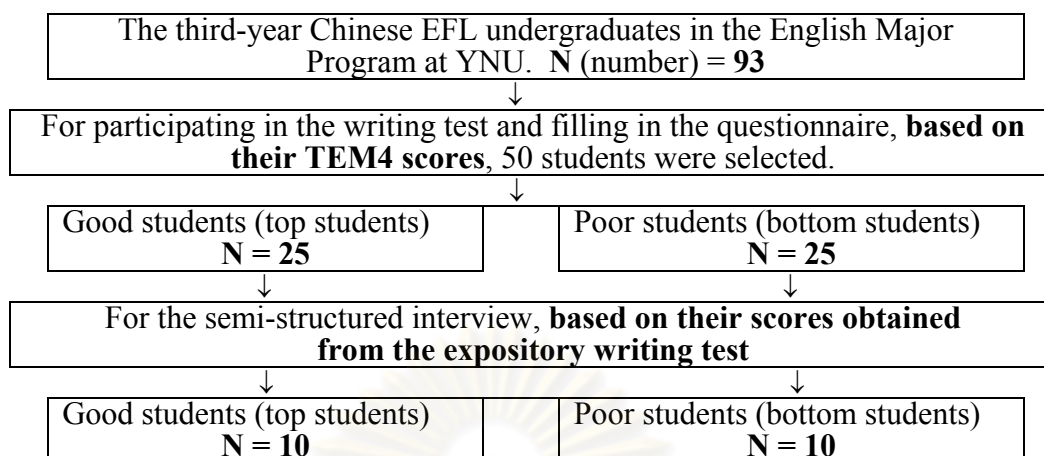 The third-year Chinese EFL undergraduates in the English Major
Program at YNU. N (number) = 93
↓
For participating in the writing test and filling in the questionnaire, based on
their TEM4 scores, 50 students were selected.
↓
Good students (top students)
N = 25
Poor students (bottom students)
N = 25
↓ ↓
For the semi-structured interview, based on their scores obtained
from the expository writing test
↓ ↓
Good students (top students)
N = 10
Poor students (bottom students)
N = 10